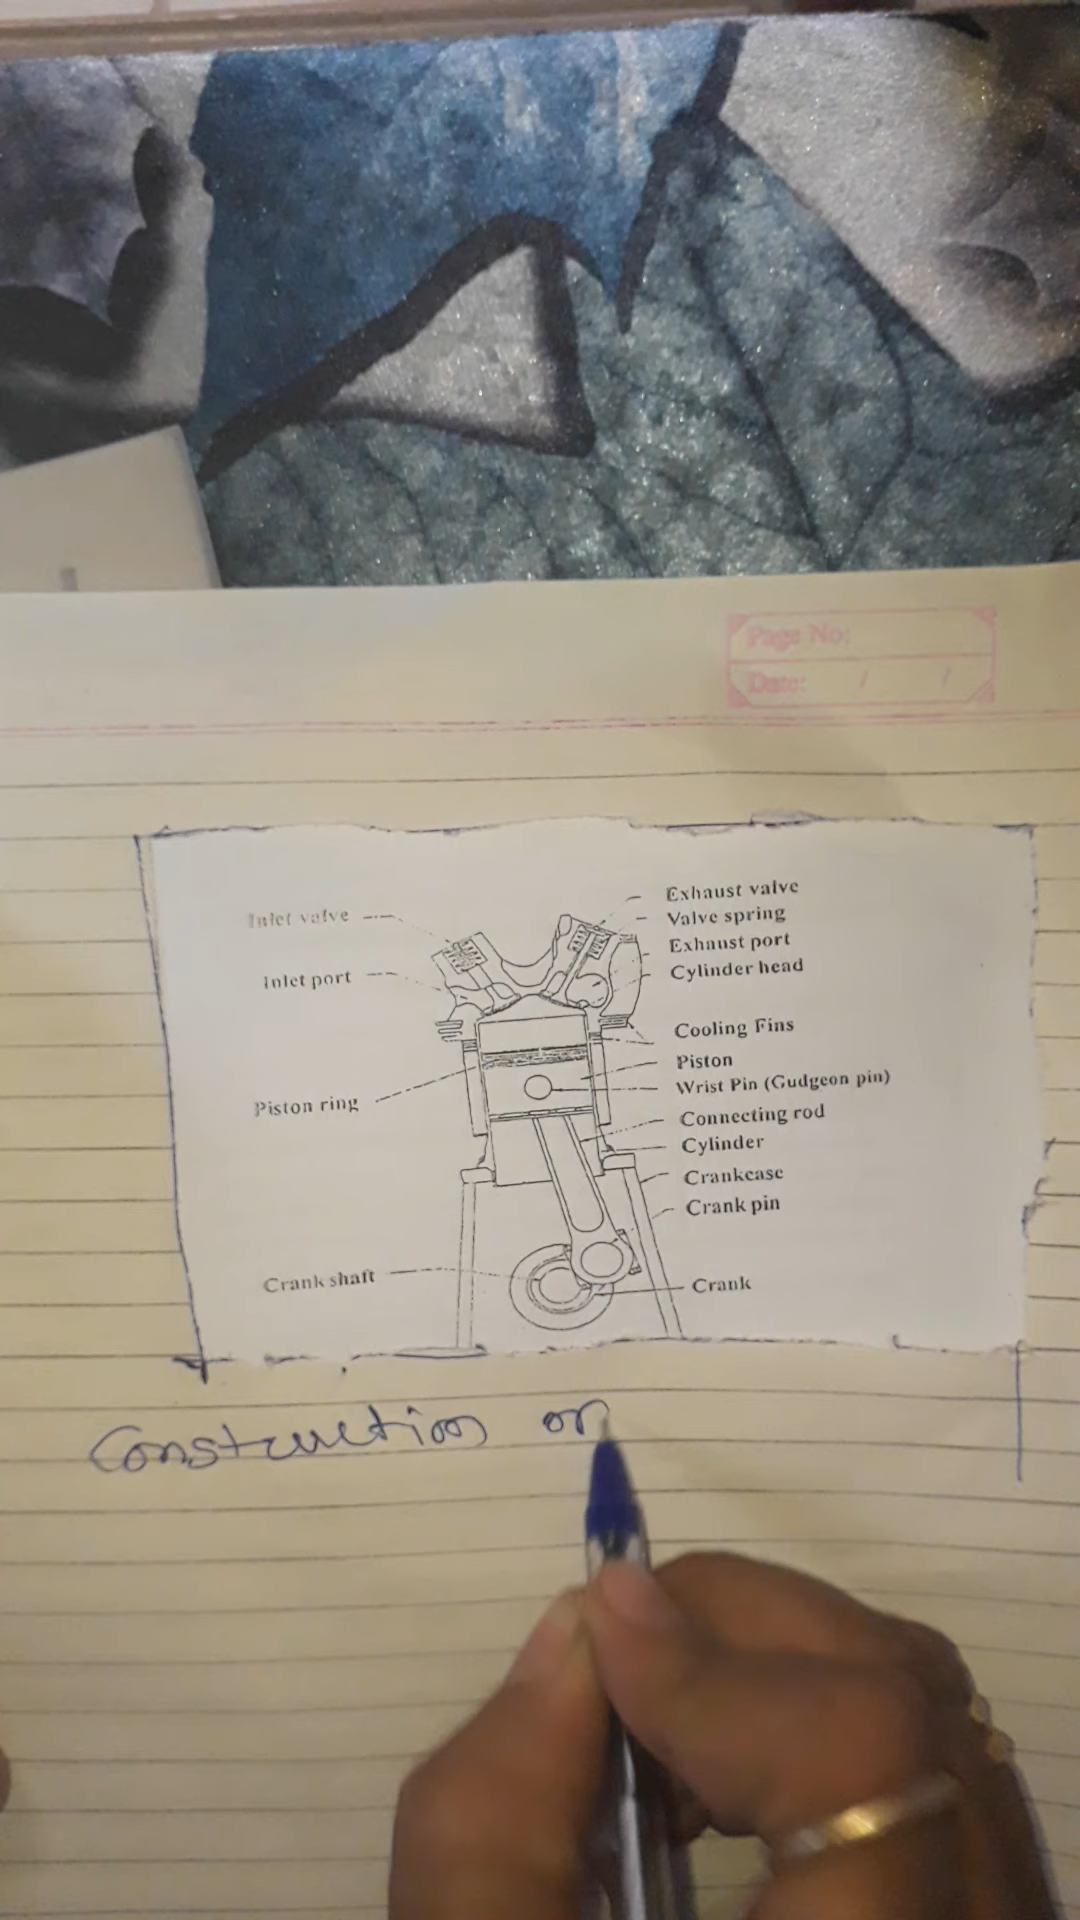 Page No:
Date: / /
Inlet valve
Inlet port
Piston ring
Crank shaft
Exhaust valve
Valve spring
Exhaust port
Cylinder head
Cooling Fins
Piston
Wrist Pin (Gudgeon pin)
Connecting rod
Cylinder
Crankcase
Crank pin
Crank
Construction on